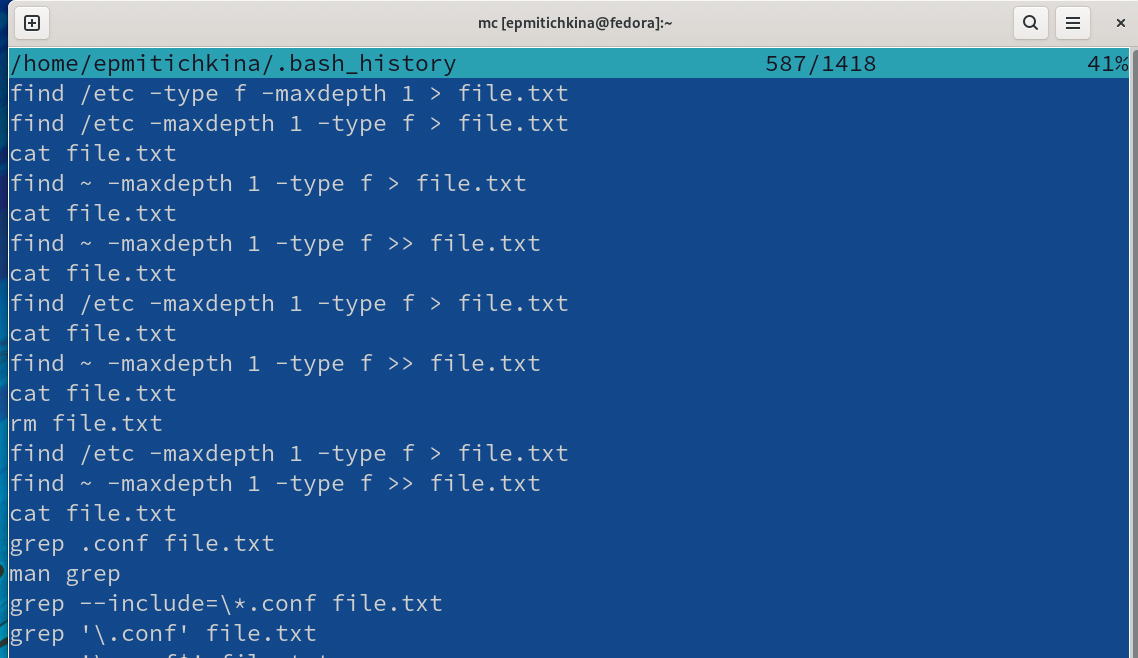 mc [epmitichkina@fedora]:~
/home/epmitichkina/.bash_history 587/1418 41%
find /etc -type f -maxdepth 1 > file.txt
find /etc -maxdepth 1 -type f > file.txt
cat file.txt
find ~ -maxdepth 1 -type f > file.txt
cat file.txt
find ~ -maxdepth 1 -type f >> file.txt
cat file.txt
find /etc -maxdepth 1 -type f > file.txt
cat file.txt
find ~ -maxdepth 1 -type f >> file.txt
cat file.txt
rm file.txt
find /etc -maxdepth 1 -type f > file.txt
find ~ -maxdepth 1 -type f >> file.txt
cat file.txt
grep .conf file.txt
man grep
grep --include=\*.conf file.txt
grep '\.conf' file.txt